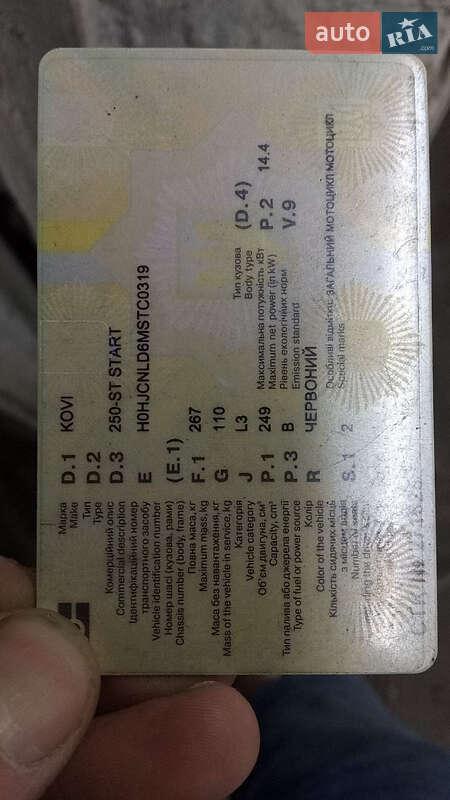 auto RIA.com
Марка
Make
D.1 KOVI
Тип
Type
D.2
Комерційний опис
Commercial description
D.3 250-ST START
Ідентифікаційний номер
транспортного засобу
Vehicle identification number
E H0HJCNLD6MSTC0319
Номер шасі (кузова, рами)
Chassis number (body, frame)
(E.1)
Повна маса, кг
Maximum mass, kg
F.1 267
Маса без навантаження, кг
Mass of the vehicle in service, kg
G 110
Категорія
Vehicle category
J L3
Тип кузова
Body type
(D.4)
Об'єм двигуна, см³
Capacity, cm³
P.1 249
Максимальна потужність кВт
Maximum net power (in kW)
P.2 14.4
Тип палива або джерела енергії
Type of fuel or power source
P.3 B
Рівень екологічних норм
Emission standard
V.9
Колір
Color of the vehicle
R ЧЕРВОНИЙ
Кількість сидячих місць
з місцем водія
S.1 2
Особливі відмітки: ЗАГАЛЬНИЙ МОТОЦИКЛ МОТОЦИКЛ
Special marks